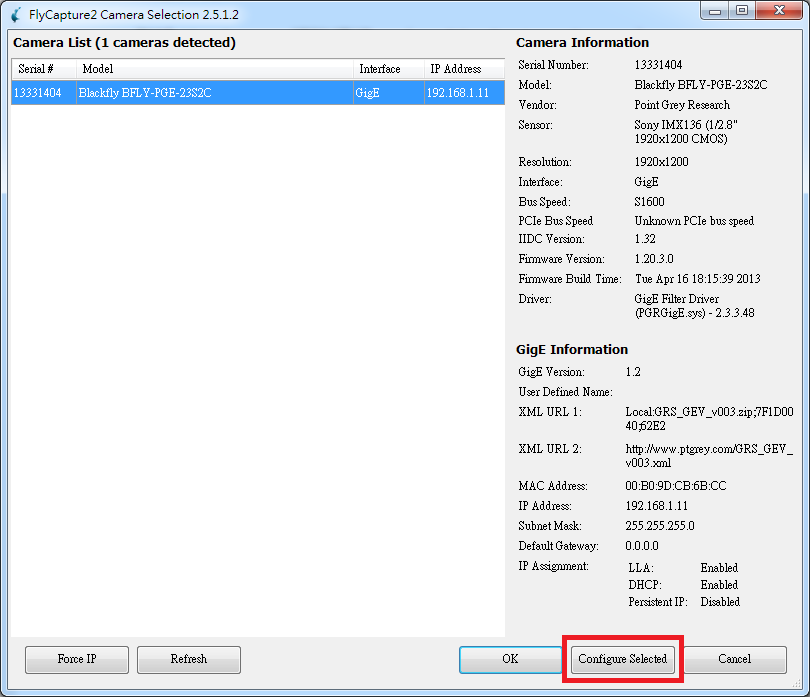 FlyCapture2 Camera Selection 2.5.1.2
Camera List (1 cameras detected)
Serial # Model Interface IP Address
13331404 Blackfly BFLY-PGE-23S2C GigE 192.168.1.11
Camera Information
Serial Number: 13331404
Model: Blackfly BFLY-PGE-23S2C
Vendor: Point Grey Research
Sensor: Sony IMX136 (1/2.8"
1920x1200 CMOS)
Resolution: 1920x1200
Interface: GigE
Bus Speed: S1600
PCIe Bus Speed Unknown PCIe bus speed
IIDC Version: 1.32
Firmware Version: 1.20.3.0
Firmware Build Time: Tue Apr 16 18:15:39 2013
Driver: GigE Filter Driver
(PGRGigE.sys) - 2.3.3.48
GigE Information
GigE Version: 1.2
User Defined Name:
XML URL 1: Local:GRS_GEV_v003.zip;7F1D00
40;62E2
XML URL 2: http://www.ptgrey.com/GRS_GEV_
v003.xml
MAC Address: 00:B0:9D:CB:6B:CC
IP Address: 192.168.1.11
Subnet Mask: 255.255.255.0
Default Gateway: 0.0.0.0
IP Assignment: LLA: Enabled
DHCP: Enabled
Persistent IP: Disabled
Force IP Refresh OK Configure Selected Cancel